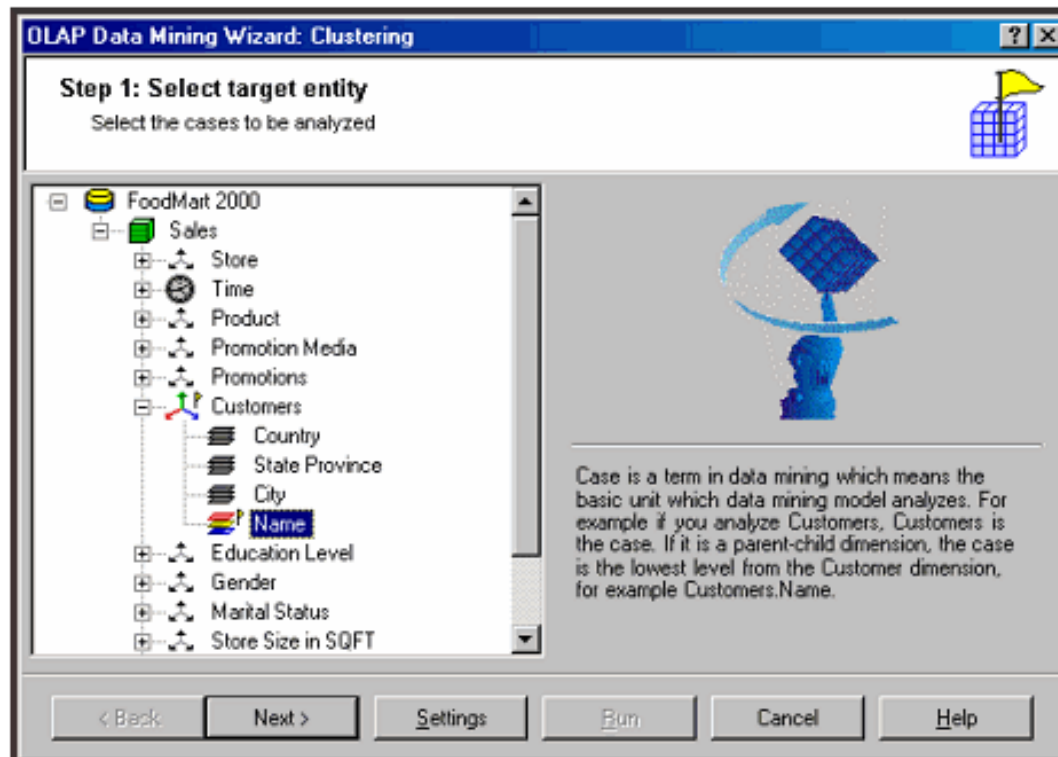 OLAP Data Mining Wizard: Clustering
Step 1: Select target entity
Select the cases to be analyzed
FoodMart 2000
Sales
Store
Time
Product
Promotion Media
Promotions
Customers
Country
State Province
City
Name
Education Level
Gender
Marital Status
Store Size in SQFT
Case is a term in data mining which means the
basic unit which data mining model analyzes. For
example if you analyze Customers, Customers is
the case. If it is a parent-child dimension, the case
is the lowest level from the Customer dimension,
for example Customers.Name.
< Back
Next >
Settings
Run
Cancel
Help